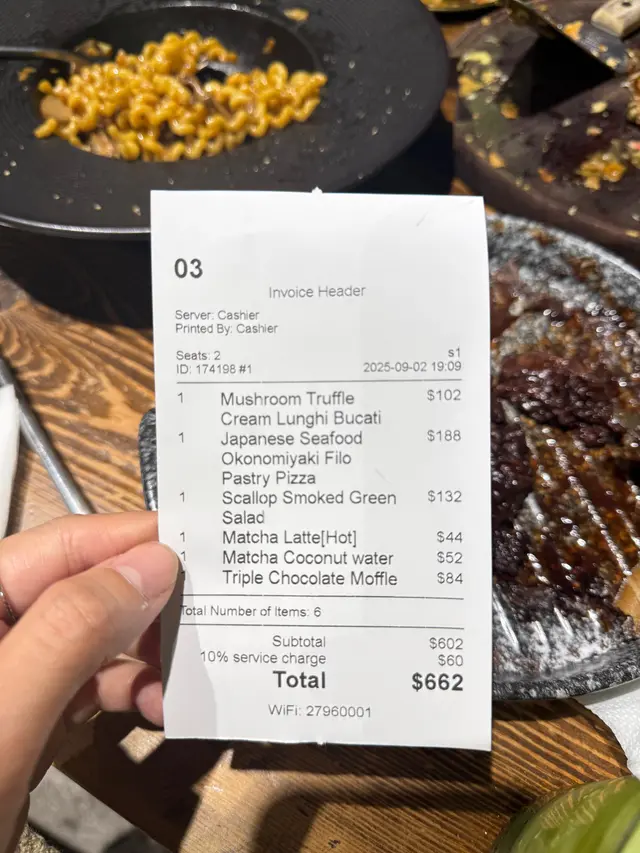 03
Invoice Header
Server: Cashier
Printed By: Cashier
Seats: 2 s1
ID: 174198 #1 2025-09-02 19:09
1 Mushroom Truffle $102
Cream Lunghi Bucati
1 Japanese Seafood $188
Okonomiyaki Filo
Pastry Pizza
1 Scallop Smoked Green $132
Salad
1 Matcha Latte[Hot] $44
1 Matcha Coconut water $52
1 Triple Chocolate Moffle $84
Total Number of Items: 6
Subtotal $602
10% service charge $60
Total $662
WiFi: 27960001